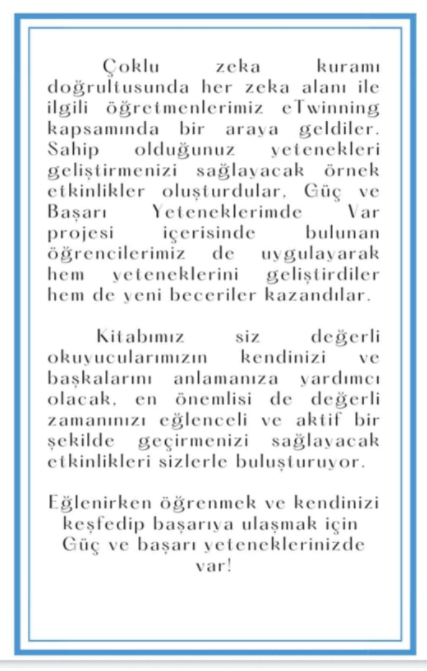 Çoklu zeka kuramı
doğrultusunda her zeka alanı ile
ilgili öğretmenlerimiz eTwinning
kapsamında bir araya geldiler.
Sahip olduğunuz yetenekleri
geliştirmenizi sağlayacak örnek
etkinlikler oluşturdular. Güç ve
Başarı Yeteneklerimde Var
projesi içerisinde bulunan
öğrencilerimiz de uygulayarak
hem yeteneklerini geliştirdiler
hem de yeni beceriler kazandılar.
Kitabımız siz değerli
okuyucularımızın kendinizi ve
başkalarını anlamanıza yardımcı
olacak, en önemlisi de değerli
zamanınızı eğlenceli ve aktif bir
şekilde geçirmenizi sağlayacak
etkinlikleri sizlerle buluşturuyor.
Eğlenirken öğrenmek ve kendinizi
keşfedip başarıya ulaşmak için
Güç ve başarı yeteneklerinizde
var!